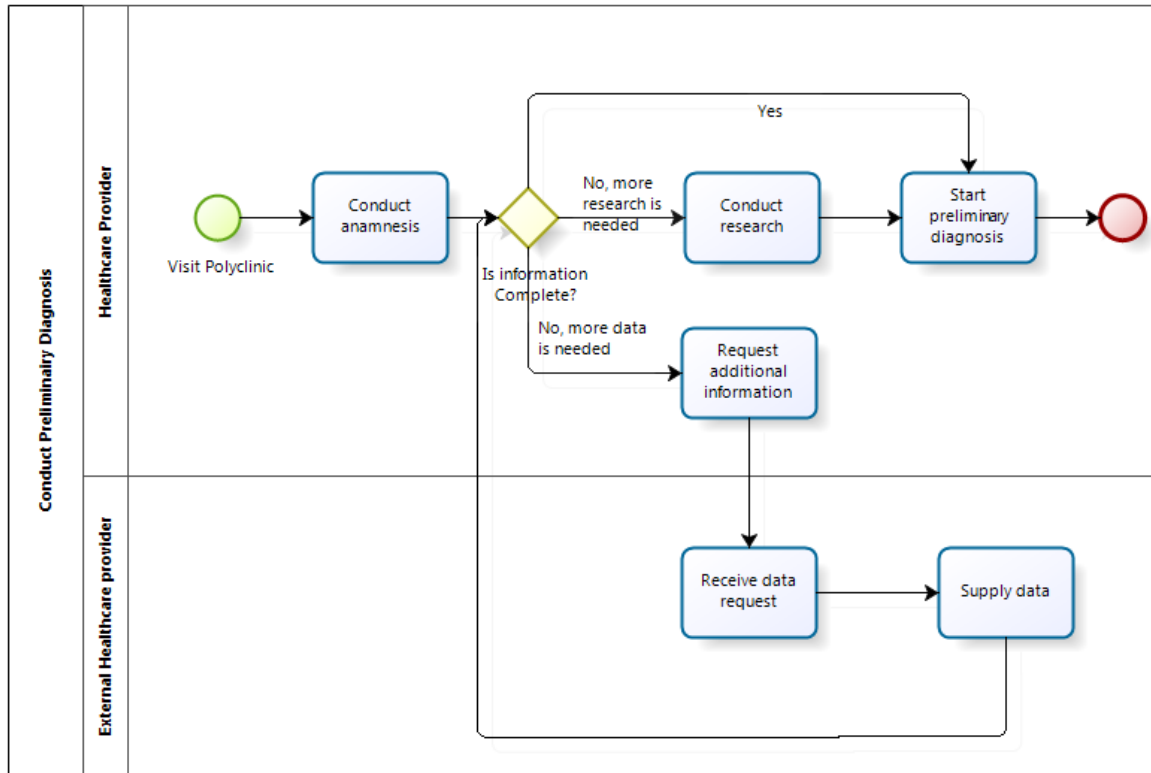 Conduct Preliminairy Diagnosis
Healthcare Provider
Yes
No, more
research is
needed
Conduct
anamnesis
Conduct
research
Start
preliminary
diagnosis
Visit Polyclinic
Is information
Complete?
No, more data
is needed
Request
additional
information
External Healthcare provider
Receive data
request
Supply data